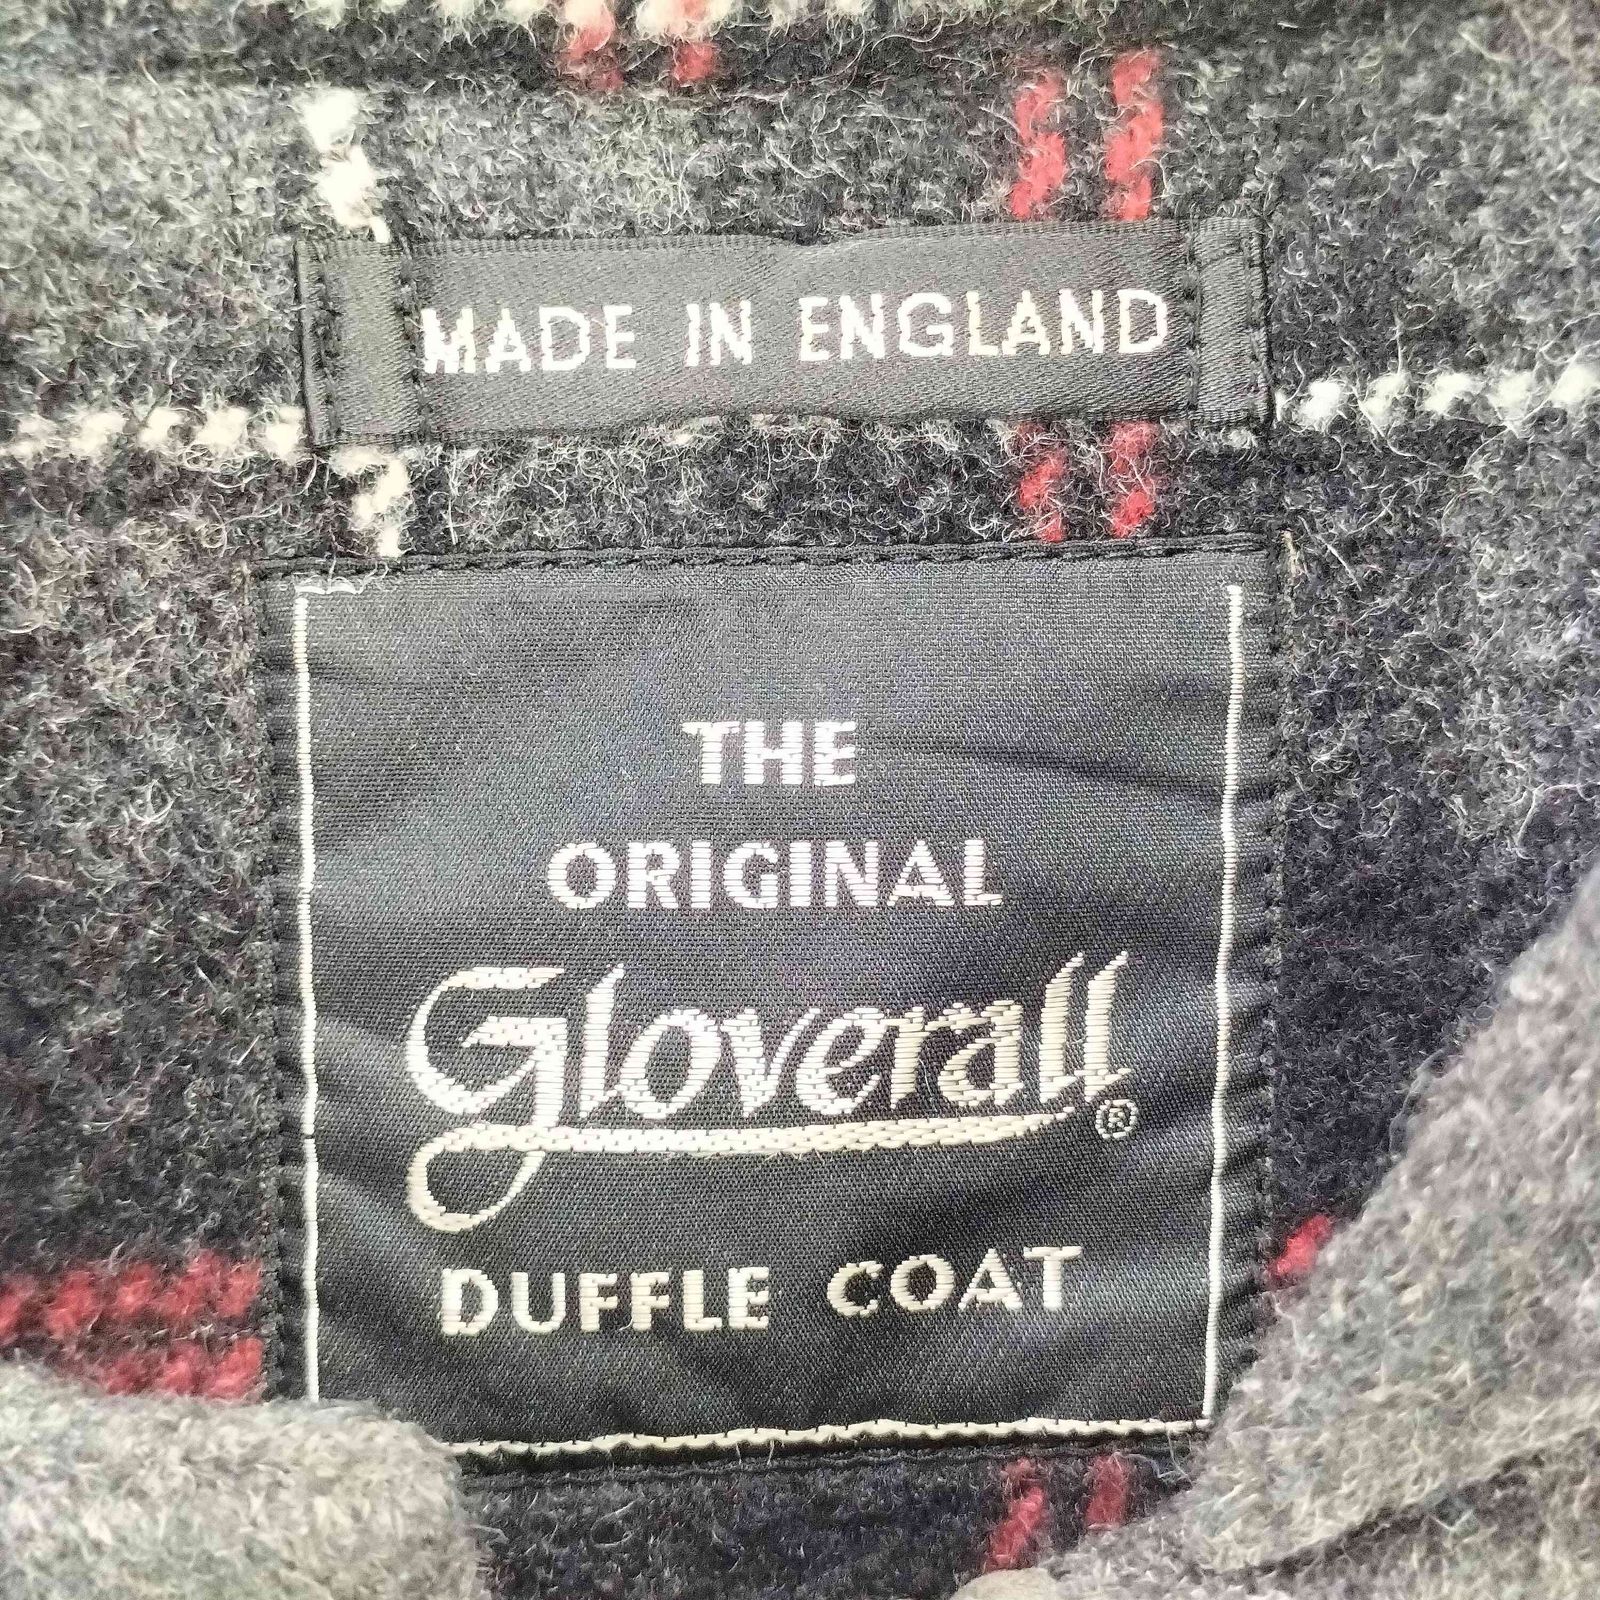 MADE IN ENGLAND
THE
ORIGINAL
Gloverall®
DUFFLE COAT